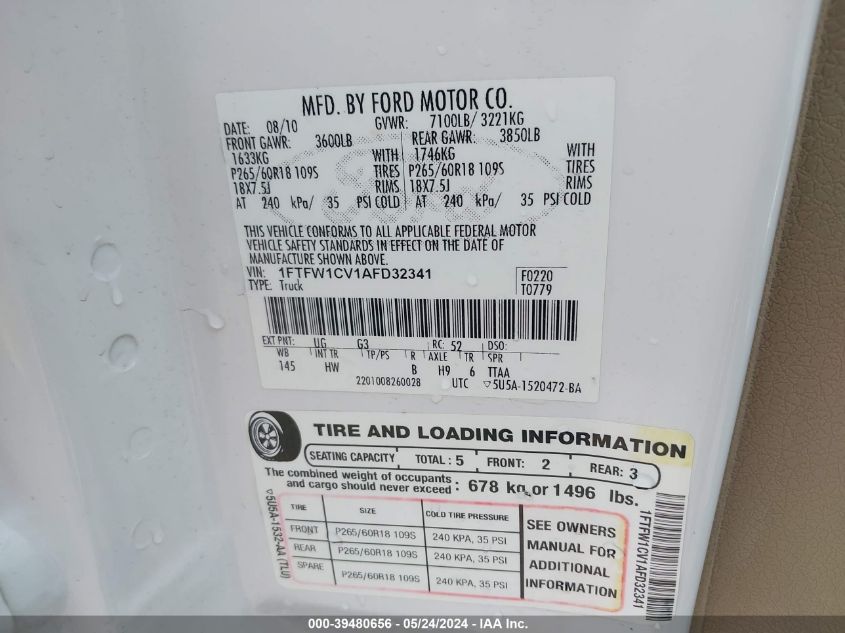 MFD. BY FORD MOTOR CO.
DATE: 08/10 GVWR: 7100LB/ 3221KG
FRONT GAWR: 3600LB REAR GAWR: 3850LB
1633KG WITH 1746KG WITH
P265/60R18 109S TIRES P265/60R18 109S TIRES
18X7.5J RIMS 18X7.5J RIMS
AT 240 kPa/ 35 PSI COLD AT 240 kPa/ 35 PSI COLD
THIS VEHICLE CONFORMS TO ALL APPLICABLE FEDERAL MOTOR
VEHICLE SAFETY STANDARDS IN EFFECT ON THE DATE OF
MANUFACTURE SHOWN ABOVE.
VIN: 1FTFW1CV1AFD32341 F0220
TYPE: Truck T0779
EXT PNT: UG G3 RC: 52 DSO:
WB INT TR TP/PS R AXLE TR SPR
145 HW B H9 6 TTAA
2201008260028 UTC ▽5U5A-1520472-BA
TIRE AND LOADING INFORMATION
SEATING CAPACITY TOTAL: 5 FRONT: 2 REAR: 3
The combined weight of occupants
and cargo should never exceed : 678 kg or 1496 lbs.
TIRE SIZE COLD TIRE PRESSURE
FRONT P265/60R18 109S 240 KPA, 35 PSI
REAR P265/60R18 109S 240 KPA, 35 PSI
SPARE P265/60R18 109S 240 KPA, 35 PSI
SEE OWNERS
MANUAL FOR
ADDITIONAL
INFORMATION
▽5U5A-1532-AA (TLU)
1FTFW1CV1AFD32341
000-39480656 - 05/24/2024 - IAA Inc.